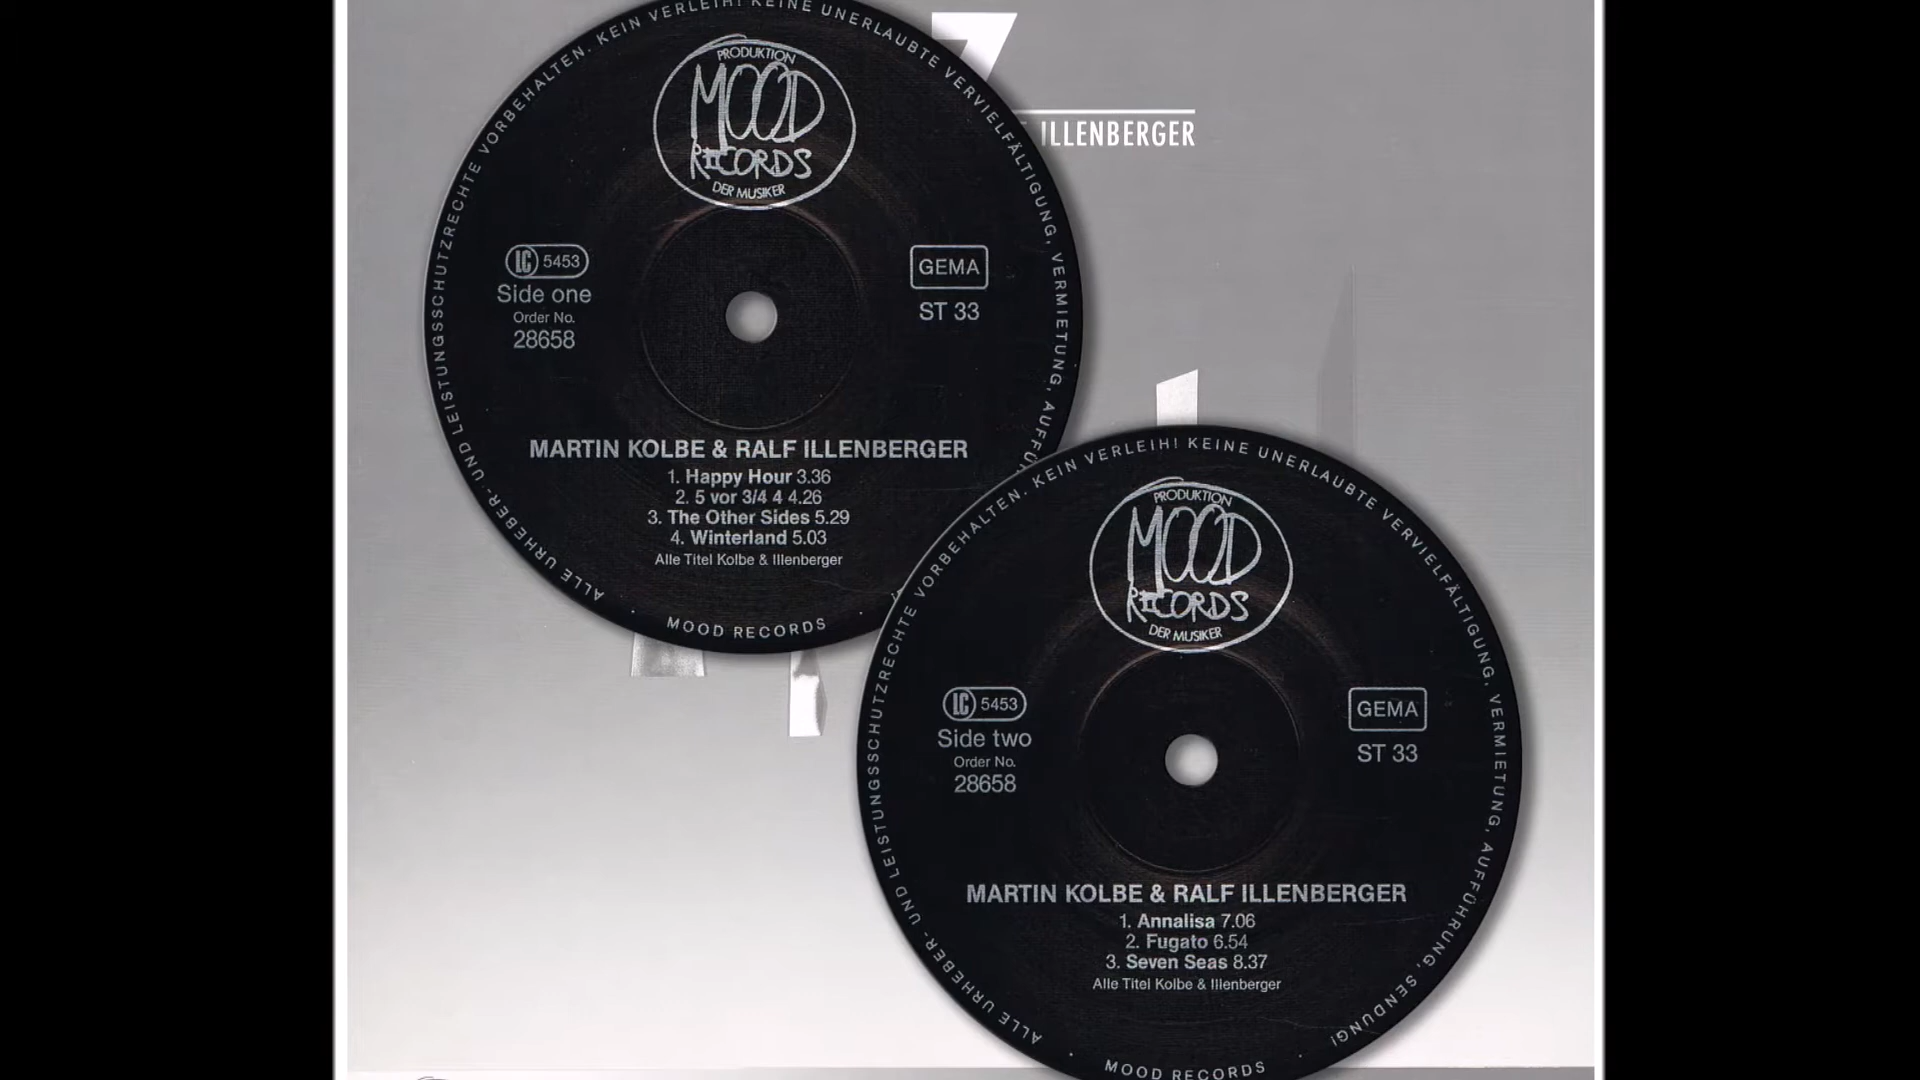 ALLE URHEBER- UND LEISTUNGSSCHUTZRECHTE VORBEHALTEN. KEIN VERLEIH! KEINE UNERLAUBTE VERVIELFÄLTIGUNG, VERMIETUNG,
PRODUKTION
MOOD
RECORDS
DER MUSIKER
ILLENBERGER
LC 5453
GEMA
Side one
ST 33
Order No.
28658
MARTIN KOLBE & RALF ILLENBERGER
1. Happy Hour 3.36
2. 5 vor 3/4 4 4.26
3. The Other Sides 5.29
4. Winterland 5.03
Alle Titel Kolbe & Illenberger
MOOD RECORDS
ALLE URHEBER- UND LEISTUNGSSCHUTZRECHTE VORBEHALTEN. KEIN VERLEIH! KEINE UNERLAUBTE VERVIELFÄLTIGUNG, VERMIETUNG, AUFFÜHRUNG, SENDUNG!
PRODUKTION
MOOD
RECORDS
DER MUSIKER
LC 5453
GEMA
Side two
ST 33
Order No.
28658
MARTIN KOLBE & RALF ILLENBERGER
1. Annalisa 7.06
2. Fugato 6.54
3. Seven Seas 8.37
Alle Titel Kolbe & Illenberger
MOOD RECORDS